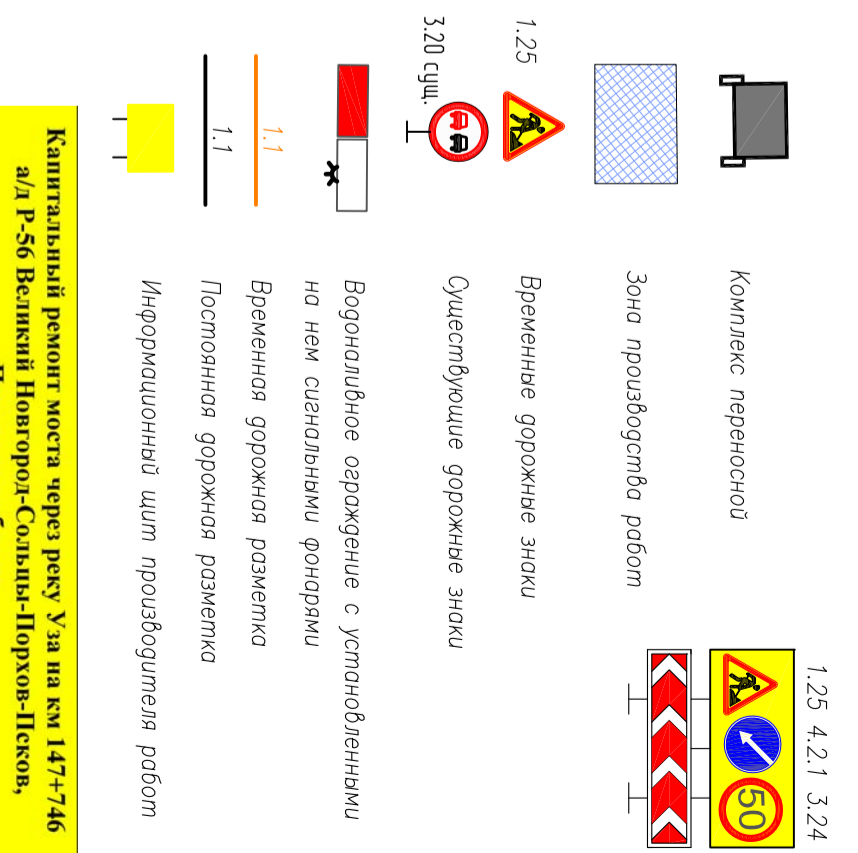 1.25 4.2.1 3.24
50
Комплекс переносной
Зона производства работ
1.25
Временные дорожные знаки
3.20 сущ.
Существующие дорожные знаки
Водоналивное ограждение с установленными
на нем сигнальными фонарями
1.1
Временная дорожная разметка
1.1
Постоянная дорожная разметка
Информационный щит производителя работ
Капитальный ремонт моста через реку Уза на км 147+746
а/д Р-56 Великий Новгород-Сольцы-Порхов-Псков,